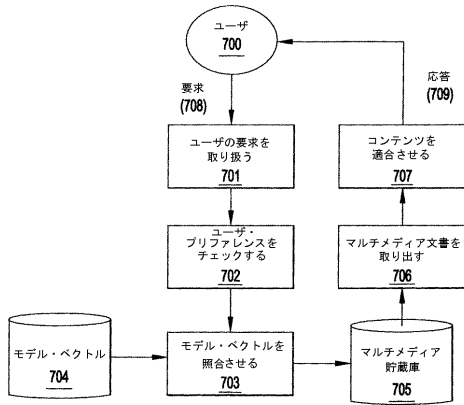 ユーザ
700
要求
(708)
応答
(709)
ユーザの要求を
取り扱う
701
コンテンツを
適合させる
707
ユーザ・
プリファレンスを
チェックする
702
マルチメディア文書を
取り出す
706
モデル・ベクトル
704
モデル・ベクトルを
照合させる
703
マルチメディア
貯蔵庫
705